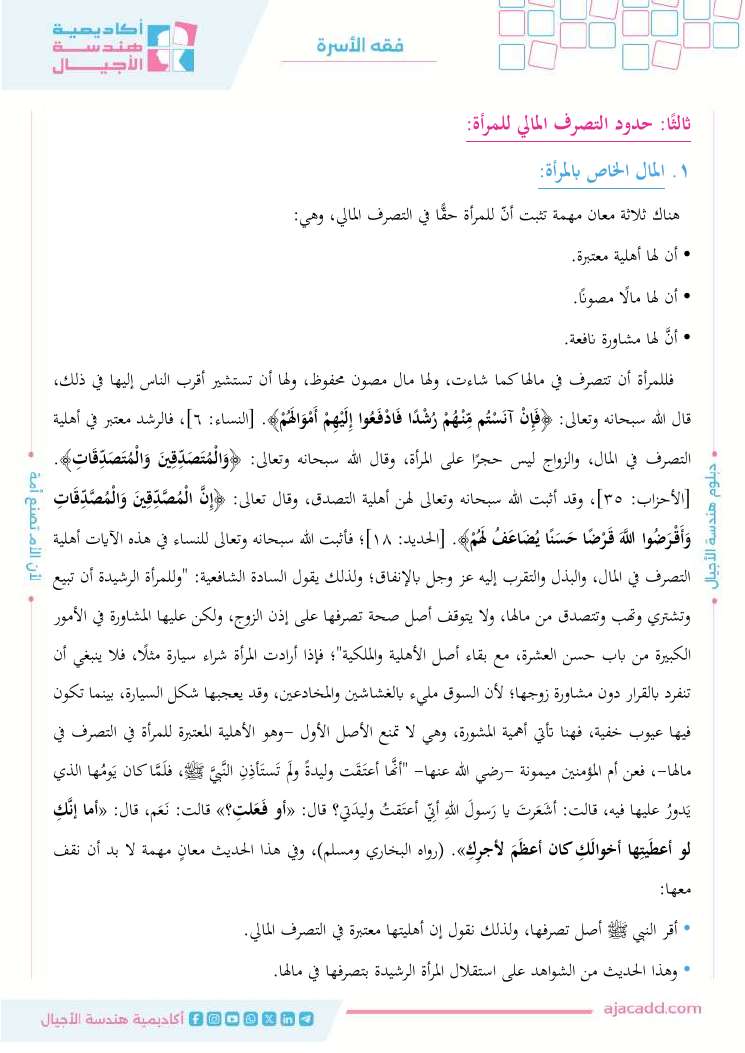 أكاديمية
هندسة
الأجيال
فقه الأسرة
ثالثًا: حدود التصرف المالي للمرأة:
١. المال الخاص بالمرأة:
هناك ثلاثة معان مهمة تثبت أنّ للمرأة حقًّا في التصرف المالي، وهي:
• أن لها أهلية معتبرة.
• أن لها مالًا مصونًا.
• أنَّ لها مشاورة نافعة.
فللمرأة أن تتصرف في مالها كما شاءت، ولها مال مصون محفوظ، ولها أن تستشير أقرب الناس إليها في ذلك،
قال الله سبحانه وتعالى: ﴿فَإِنْ آنَسْتُم مِّنْهُمْ رُشْدًا فَادْفَعُوا إِلَيْهِمْ أَمْوَالَهُمْ﴾. [النساء: ٦]، فالرشد معتبر في أهلية
التصرف في المال، والزواج ليس حجرًا على المرأة، وقال الله سبحانه وتعالى: ﴿وَالْمُتَصَدِّقِينَ وَالْمُتَصَدِّقَاتِ﴾.
[الأحزاب: ٣٥]، وقد أثبت الله سبحانه وتعالى لهن أهلية التصدق، وقال تعالى: ﴿إِنَّ الْمُصَّدِّقِينَ وَالْمُصَّدِّقَاتِ
وَأَقْرَضُوا اللَّهَ قَرْضًا حَسَنًا يُضَاعَفُ لَهُمْ﴾. [الحديد: ١٨]؛ فأثبت الله سبحانه وتعالى للنساء في هذه الآيات أهلية
التصرف في المال، والبذل والتقرب إليه عز وجل بالإنفاق؛ ولذلك يقول السادة الشافعية: "وللمرأة الرشيدة أن تبيع
وتشتري وتهب وتتصدق من مالها، ولا يتوقف أصل صحة تصرفها على إذن الزوج، ولكن عليها المشاورة في الأمور
الكبيرة من باب حسن العشرة، مع بقاء أصل الأهلية والملكية"؛ فإذا أرادت المرأة شراء سيارة مثلًا، فلا ينبغي أن
تنفرد بالقرار دون مشاورة زوجها؛ لأن السوق مليء بالغشاشين والمخادعين، وقد يعجبها شكل السيارة، بينما تكون
فيها عيوب خفية، فهنا تأتي أهمية المشورة، وهي لا تمنع الأصل الأول –وهو الأهلية المعتبرة للمرأة في التصرف في
مالها–، فعن أم المؤمنين ميمونة –رضي الله عنها– "أنَّها أعتَقَت وليدةً ولَم تَستَأذِنِ النَّبيَّ ﷺ، فلَمَّا كان يَومُها الذي
يَدورُ عليها فيه، قالت: أشَعَرتَ يا رَسولَ اللهِ أنِّي أعتَقتُ وليدَتي؟ قال: «أو فَعَلتِ؟» قالت: نَعَم، قال: «أما إنَّكِ
لو أعطَيتِها أخوالَكِ كان أعظَمَ لأجرِكِ». (رواه البخاري ومسلم)، وفي هذا الحديث معانٍ مهمة لا بد أن نقف
معها:
• أقر النبي ﷺ أصل تصرفها، ولذلك نقول إن أهليتها معتبرة في التصرف المالي.
• وهذا الحديث من الشواهد على استقلال المرأة الرشيدة بتصرفها في مالها.
• دبلوم هندسة الأجيال •
• لأن الأم تصنع أمة •
أكاديمية هندسة الأجيال
ajacadd.com